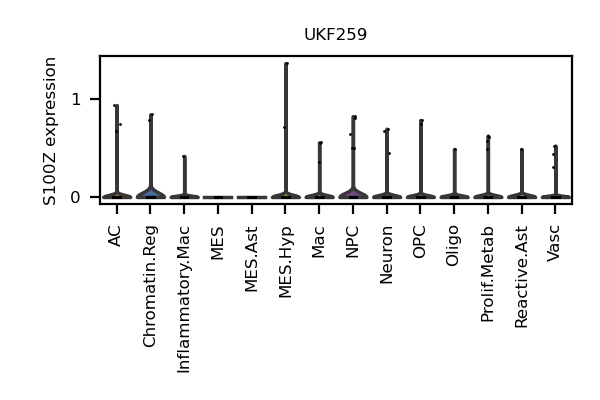 UKF259
S100Z expression
1
0
AC
Chromatin.Reg
Inflammatory.Mac
MES
MES.Ast
MES.Hyp
Mac
NPC
Neuron
OPC
Oligo
Prolif.Metab
Reactive.Ast
Vasc